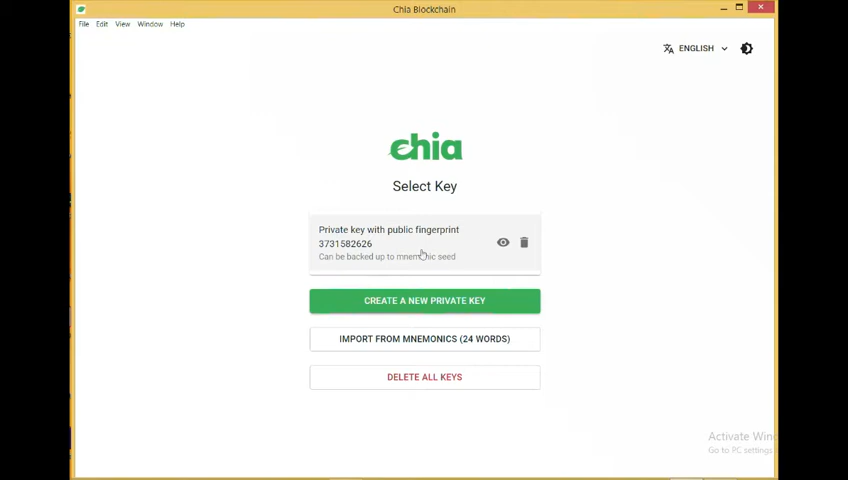 Chia Blockchain
File Edit View Window Help
ENGLISH
chia
Select Key
Private key with public fingerprint
3731582626
Can be backed up to mnemonic seed
CREATE A NEW PRIVATE KEY
IMPORT FROM MNEMONICS (24 WORDS)
DELETE ALL KEYS
Activate Win
Go to PC settings